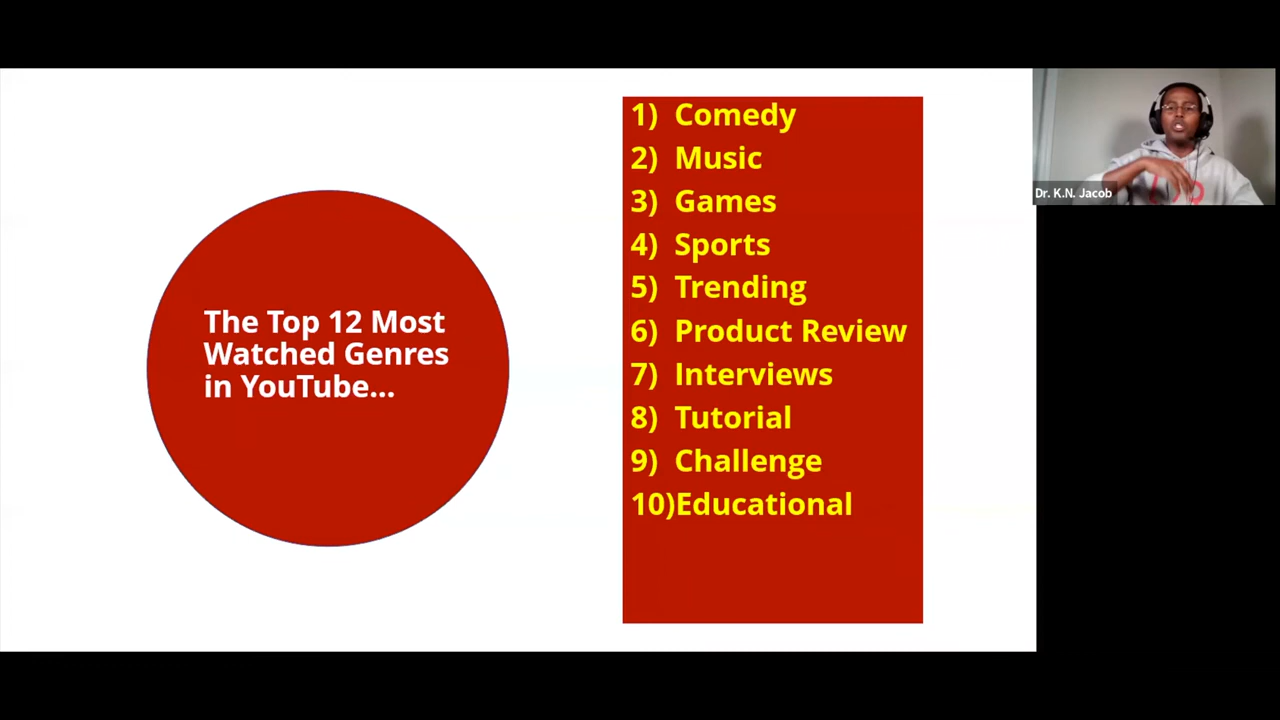 The Top 12 Most
Watched Genres
in YouTube...
1) Comedy
2) Music
3) Games
4) Sports
5) Trending
6) Product Review
7) Interviews
8) Tutorial
9) Challenge
10)Educational
Dr. K.N. Jacob